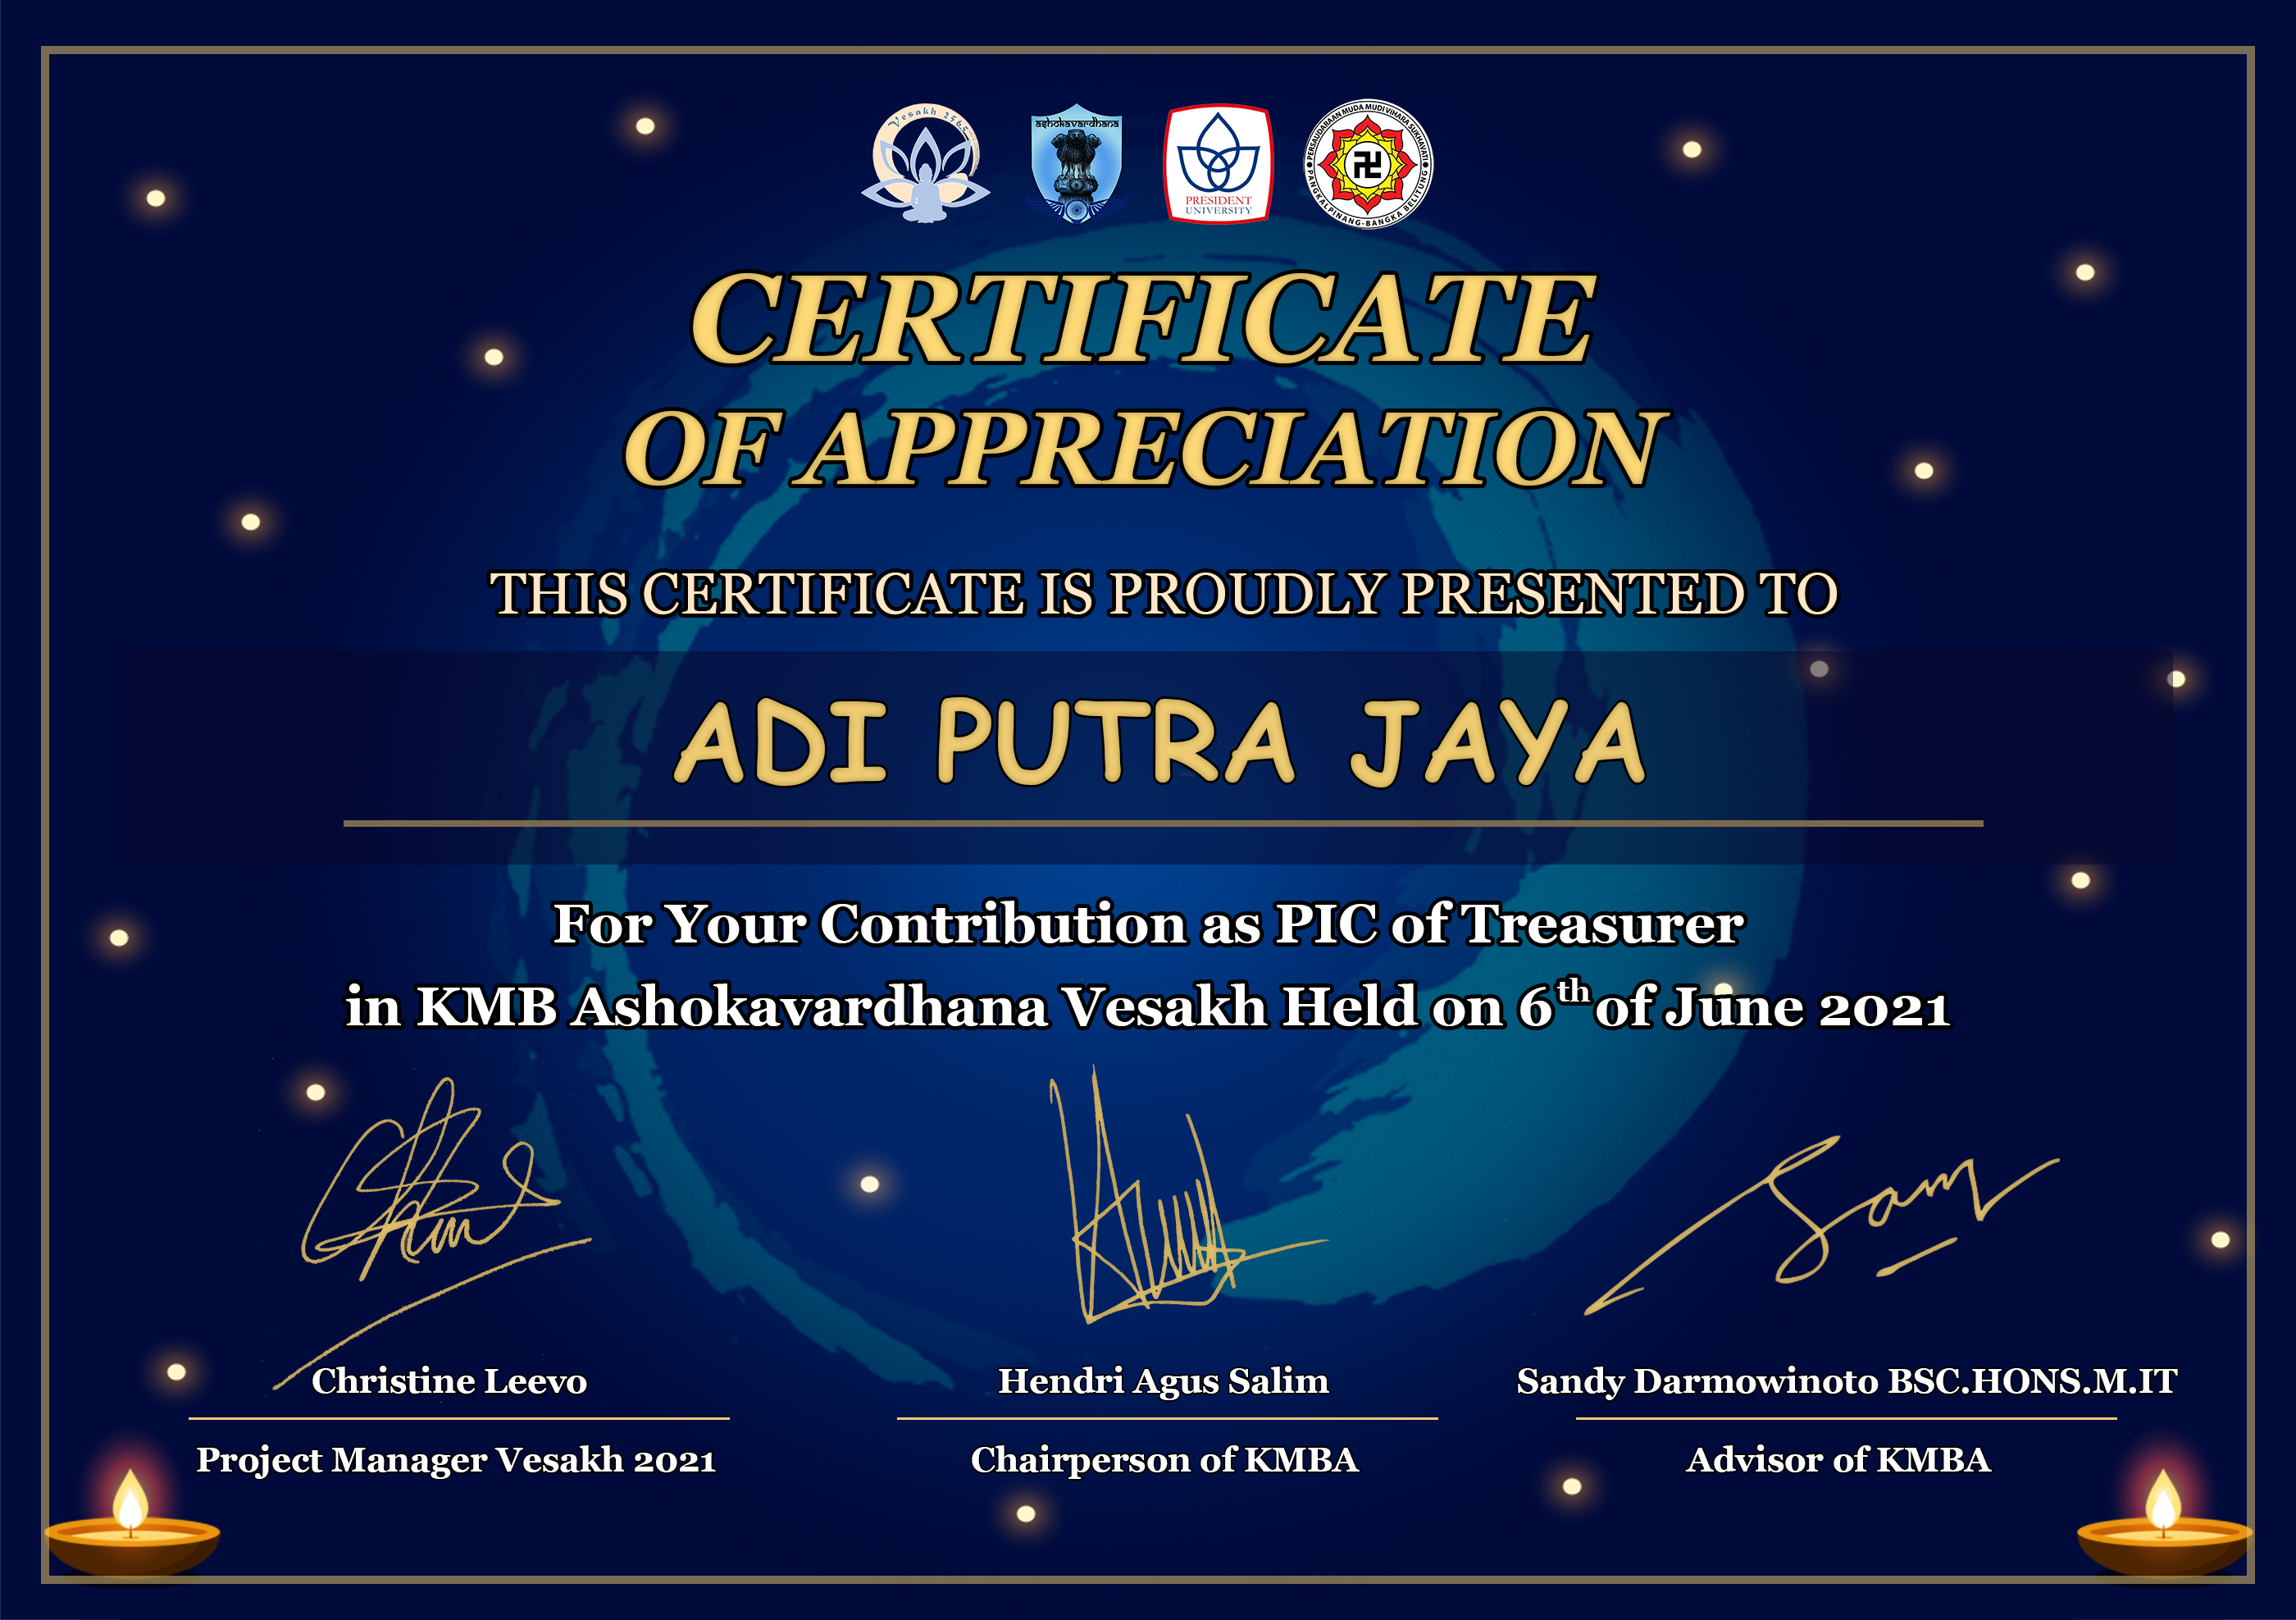 Vesakh 2565
ashokavardhana
PRESIDENT
UNIVERSITY
PERSAUDARAAN MUDA MUDI VIHARA SUKHAVATI
PANGKALPINANG-BANGKA BELITUNG
CERTIFICATE
OF APPRECIATION
THIS CERTIFICATE IS PROUDLY PRESENTED TO
ADI PUTRA JAYA
For Your Contribution as PIC of Treasurer
in KMB Ashokavardhana Vesakh Held on 6th of June 2021
Sam
Christine Leevo
Hendri Agus Salim
Sandy Darmowinoto BSC.HONS.M.IT
Project Manager Vesakh 2021
Chairperson of KMBA
Advisor of KMBA